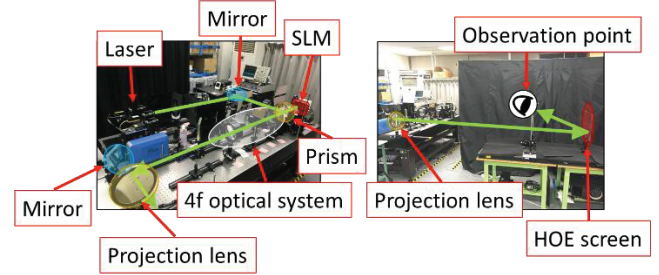 Mirror
SLM
Laser
Prism
Mirror
4f optical system
Projection lens
Observation point
Projection lens
HOE screen